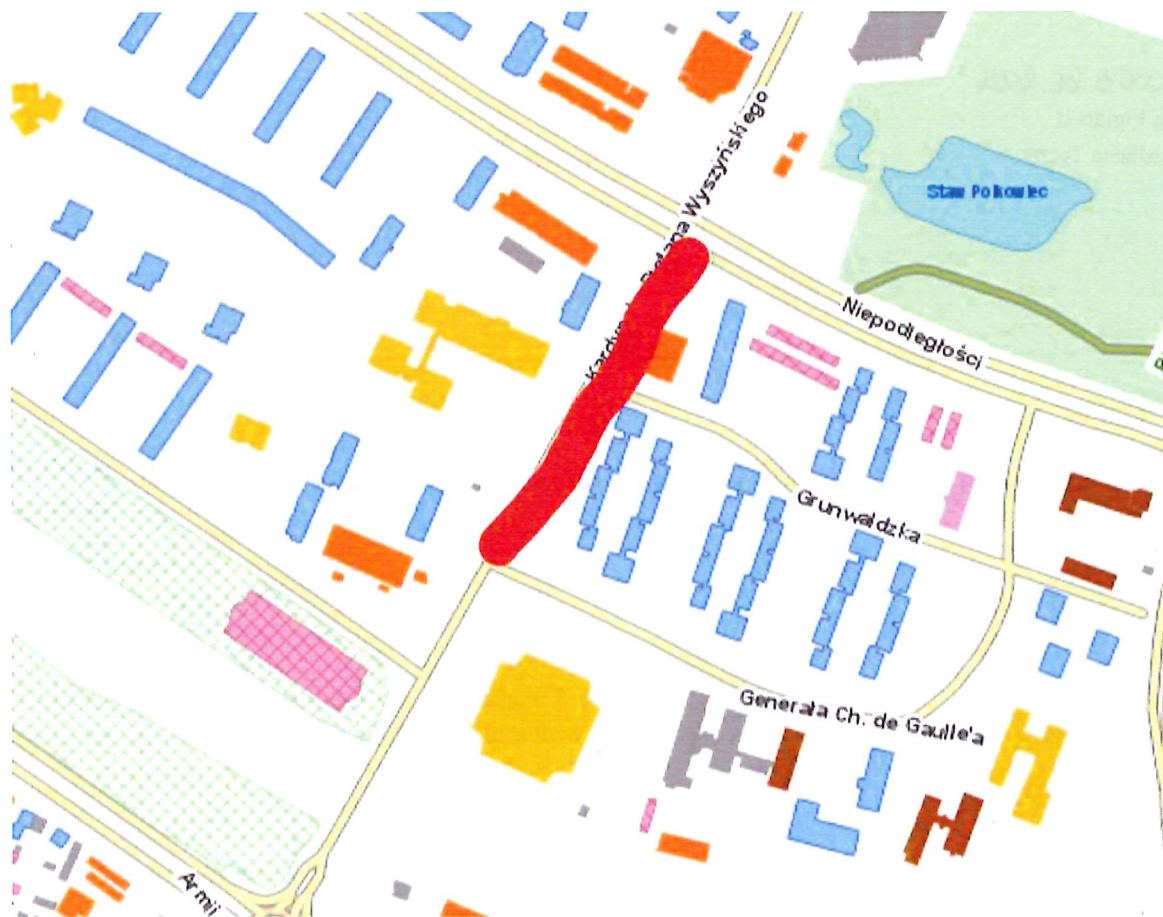 Wyszyńskiego
Staw Polkowiec
Niepodległości
Grunwaldzka
Generała Ch. de Gaulle'a
Armii